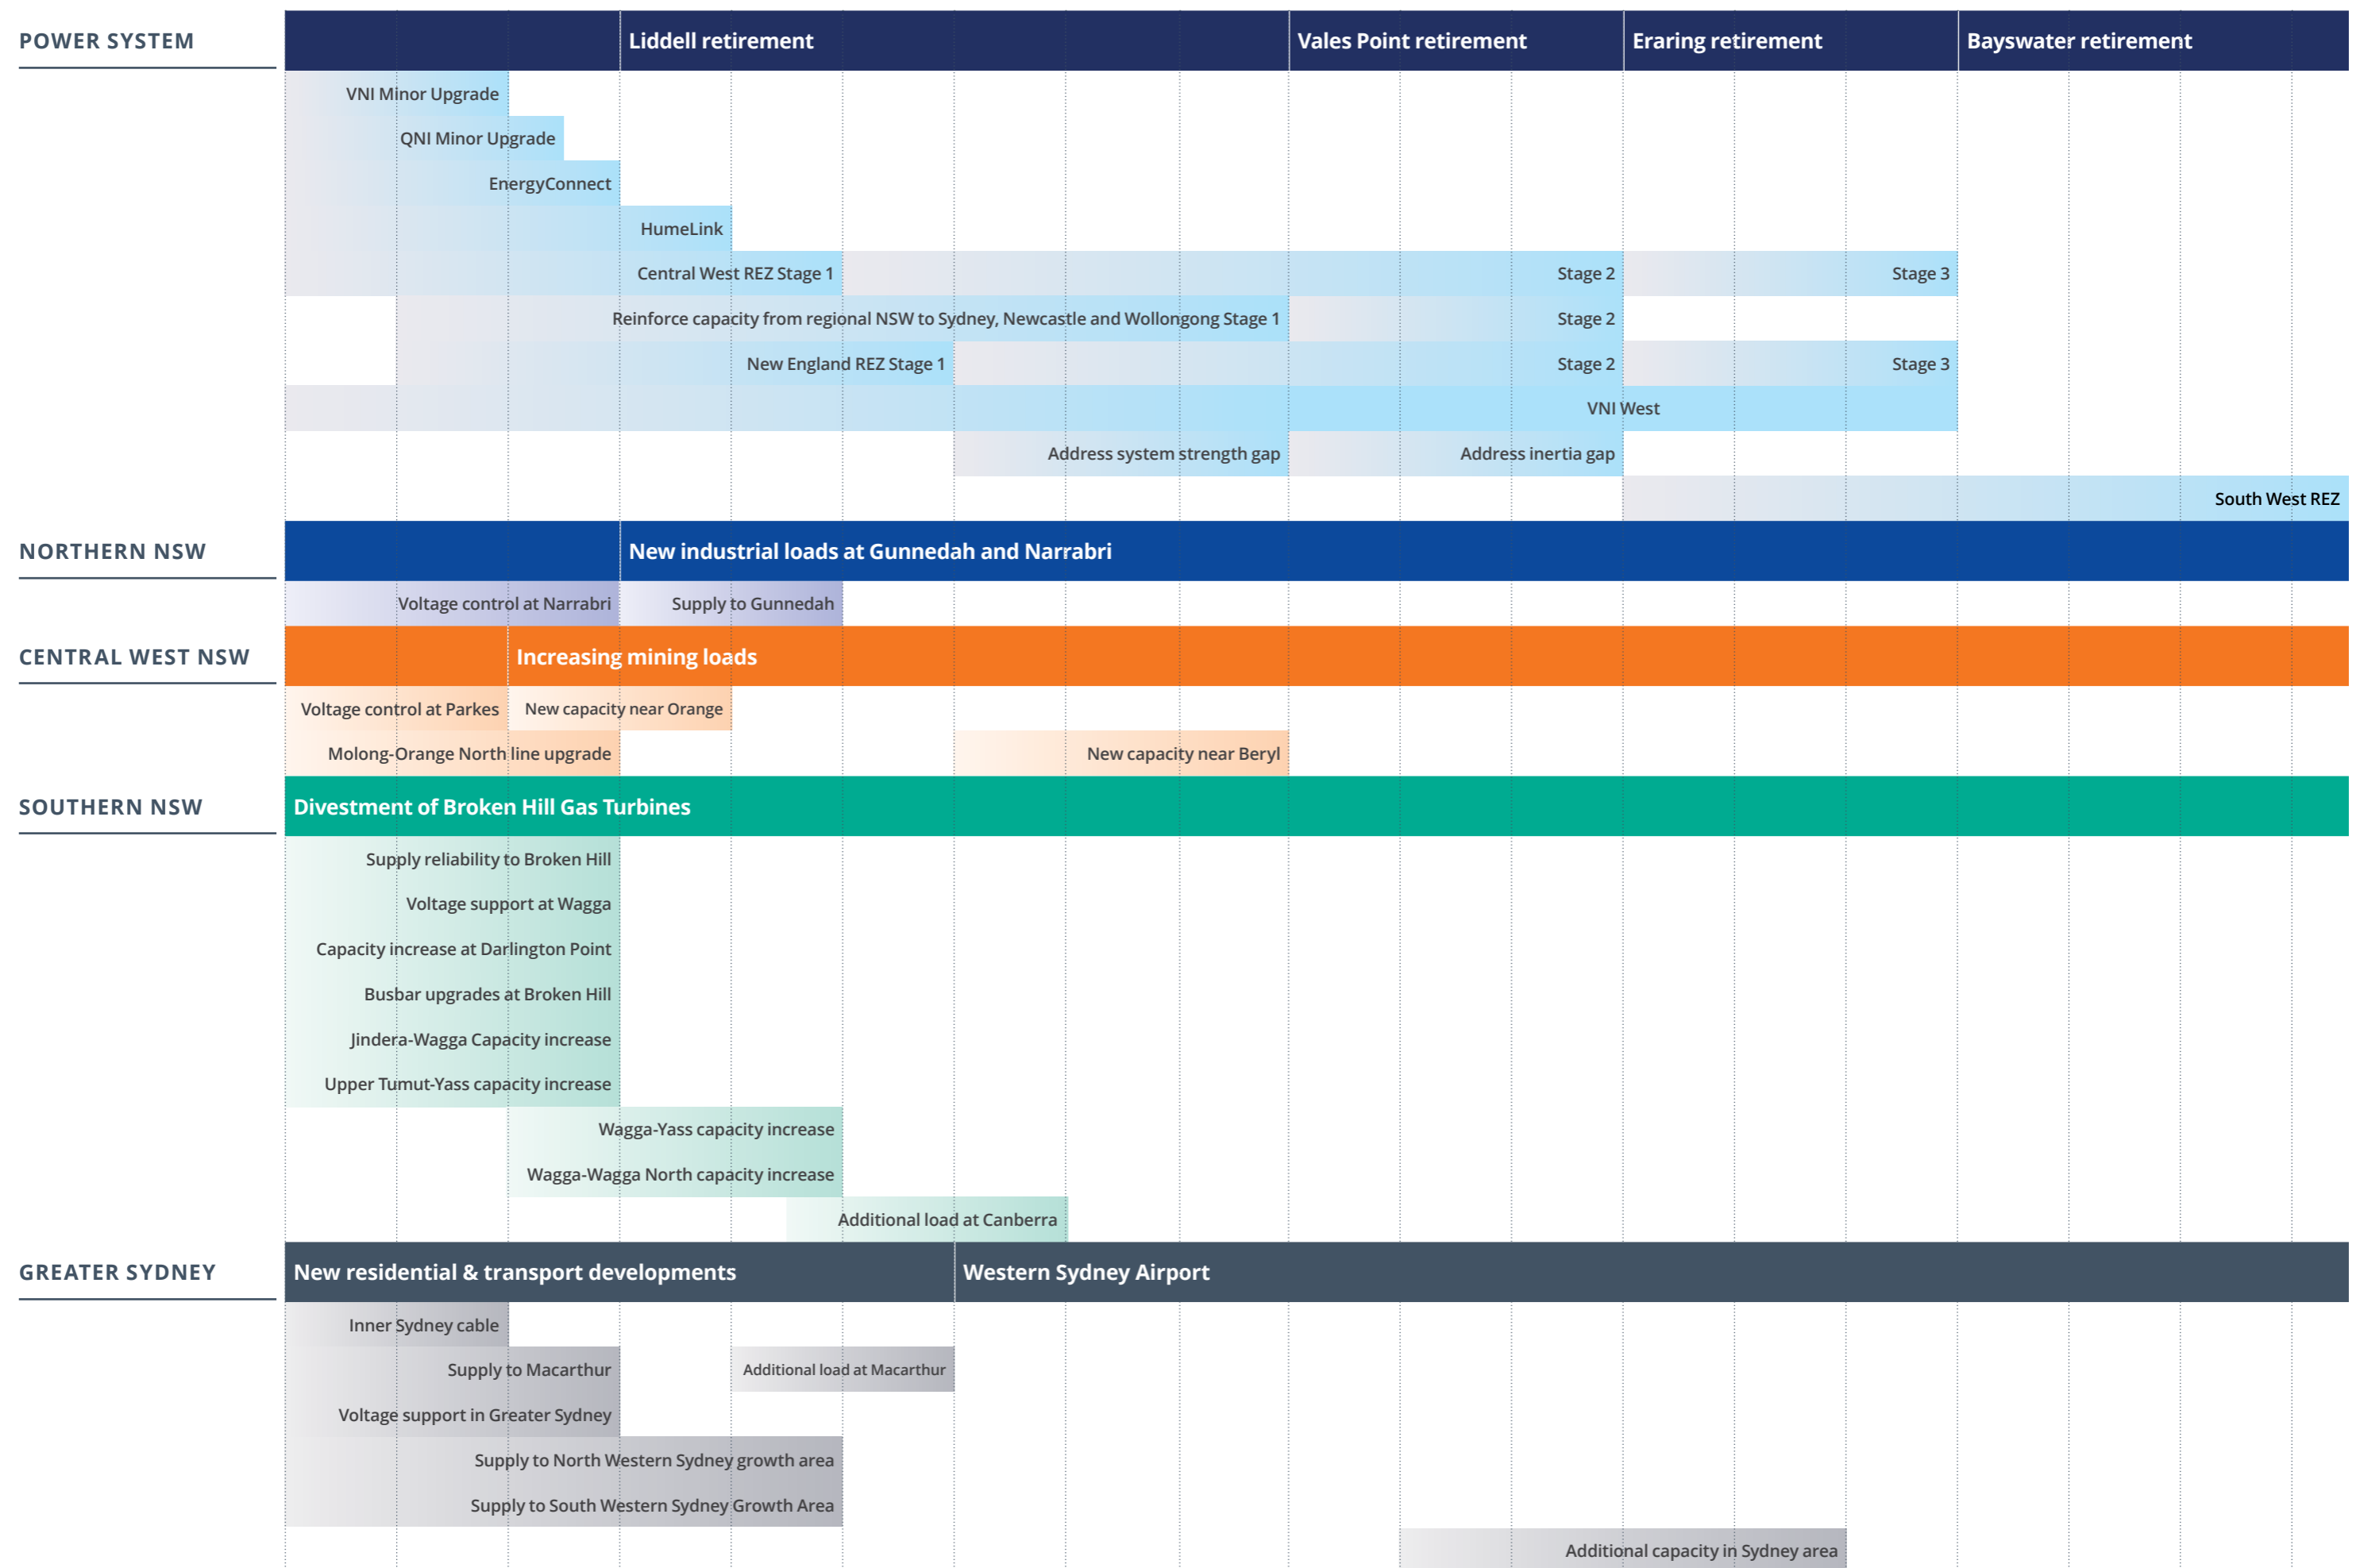 POWER SYSTEM
Liddell retirement
Vales Point retirement
Eraring retirement
Bayswater retirement
VNI Minor Upgrade
QNI Minor Upgrade
EnergyConnect
HumeLink
Central West REZ Stage 1
Stage 2
Stage 3
Reinforce capacity from regional NSW to Sydney, Newcastle and Wollongong Stage 1
Stage 2
New England REZ Stage 1
Stage 2
Stage 3
VNI West
Address system strength gap
Address inertia gap
South West REZ
NORTHERN NSW
New industrial loads at Gunnedah and Narrabri
Voltage control at Narrabri
Supply to Gunnedah
CENTRAL WEST NSW
Increasing mining loads
Voltage control at Parkes
New capacity near Orange
Molong-Orange North line upgrade
New capacity near Beryl
SOUTHERN NSW
Divestment of Broken Hill Gas Turbines
Supply reliability to Broken Hill
Voltage support at Wagga
Capacity increase at Darlington Point
Busbar upgrades at Broken Hill
Jindera-Wagga Capacity increase
Upper Tumut-Yass capacity increase
Wagga-Yass capacity increase
Wagga-Wagga North capacity increase
Additional load at Canberra
GREATER SYDNEY
New residential & transport developments
Western Sydney Airport
Inner Sydney cable
Supply to Macarthur
Additional load at Macarthur
Voltage support in Greater Sydney
Supply to North Western Sydney growth area
Supply to South Western Sydney Growth Area
Additional capacity in Sydney area